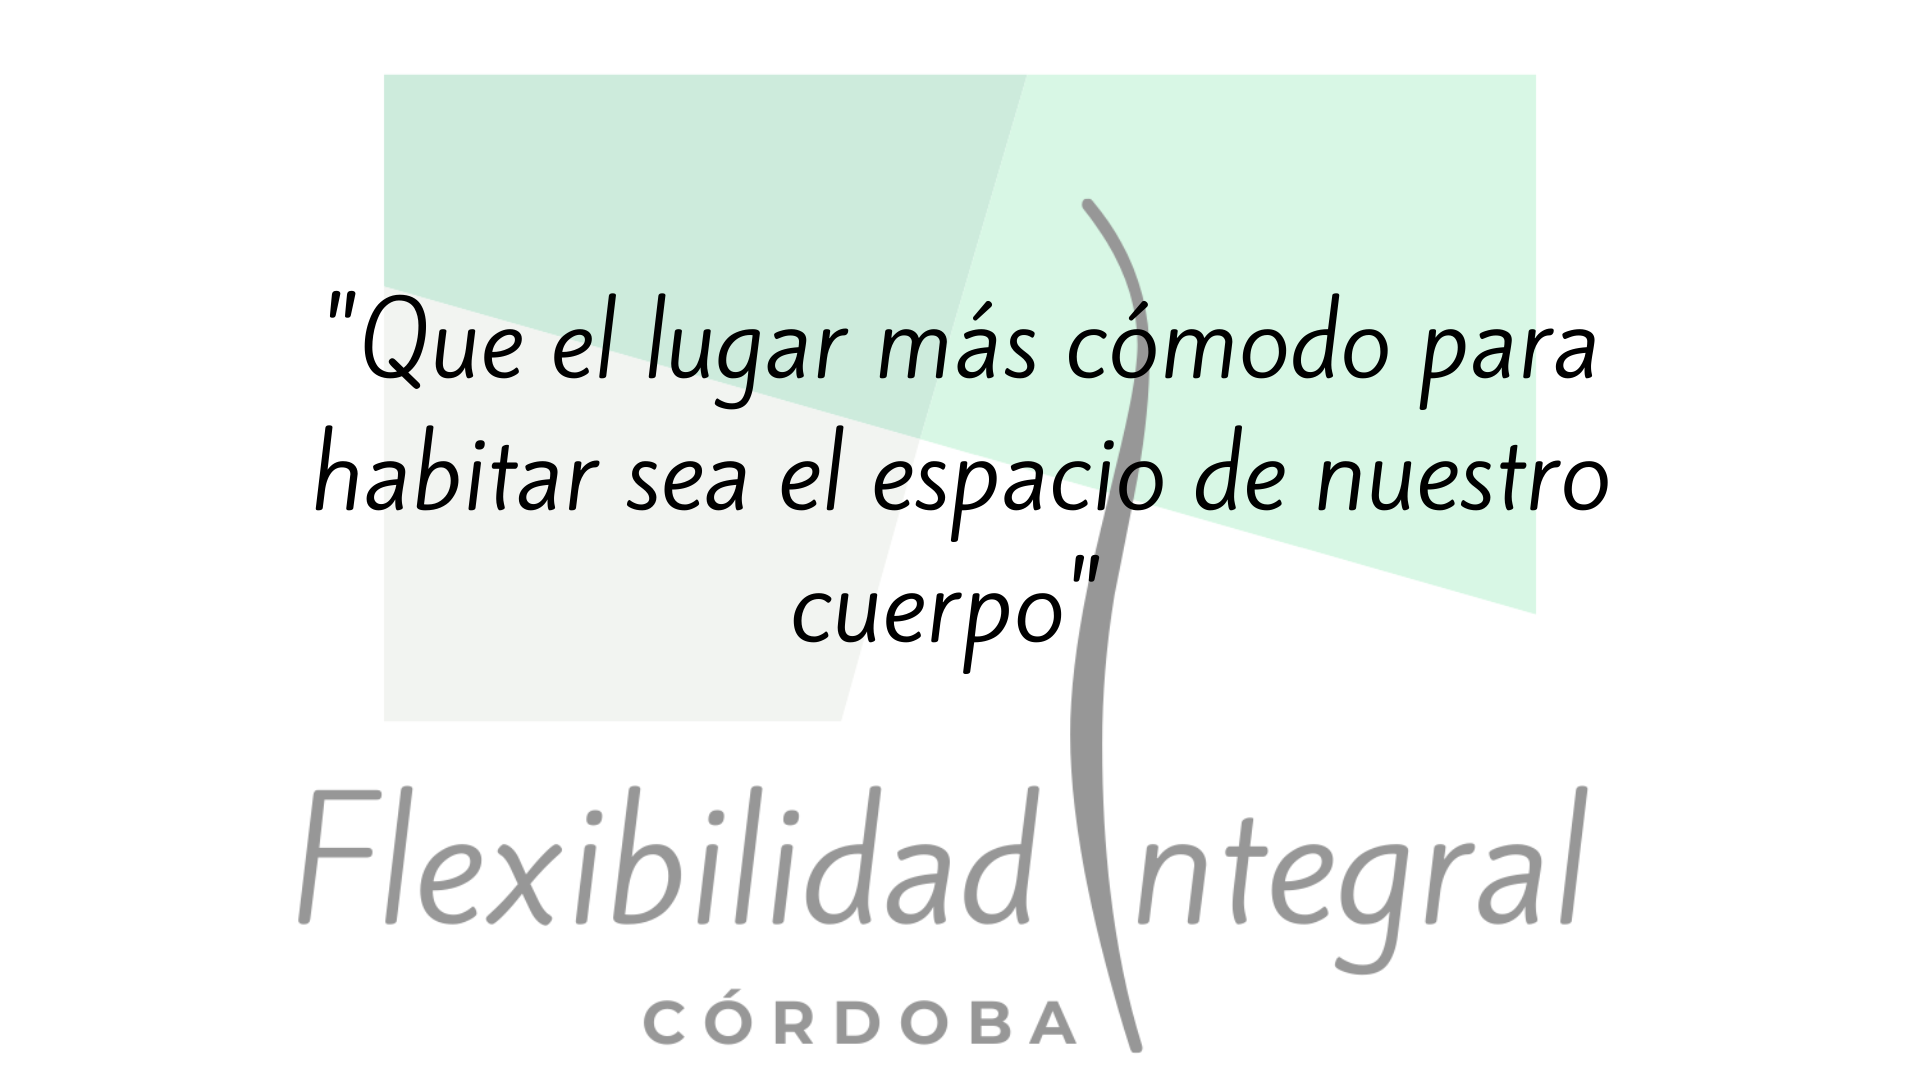 "Que el lugar más cómodo para
habitar sea el espacio de nuestro
cuerpo"
Flexibilidad Integral
CÓRDOBA